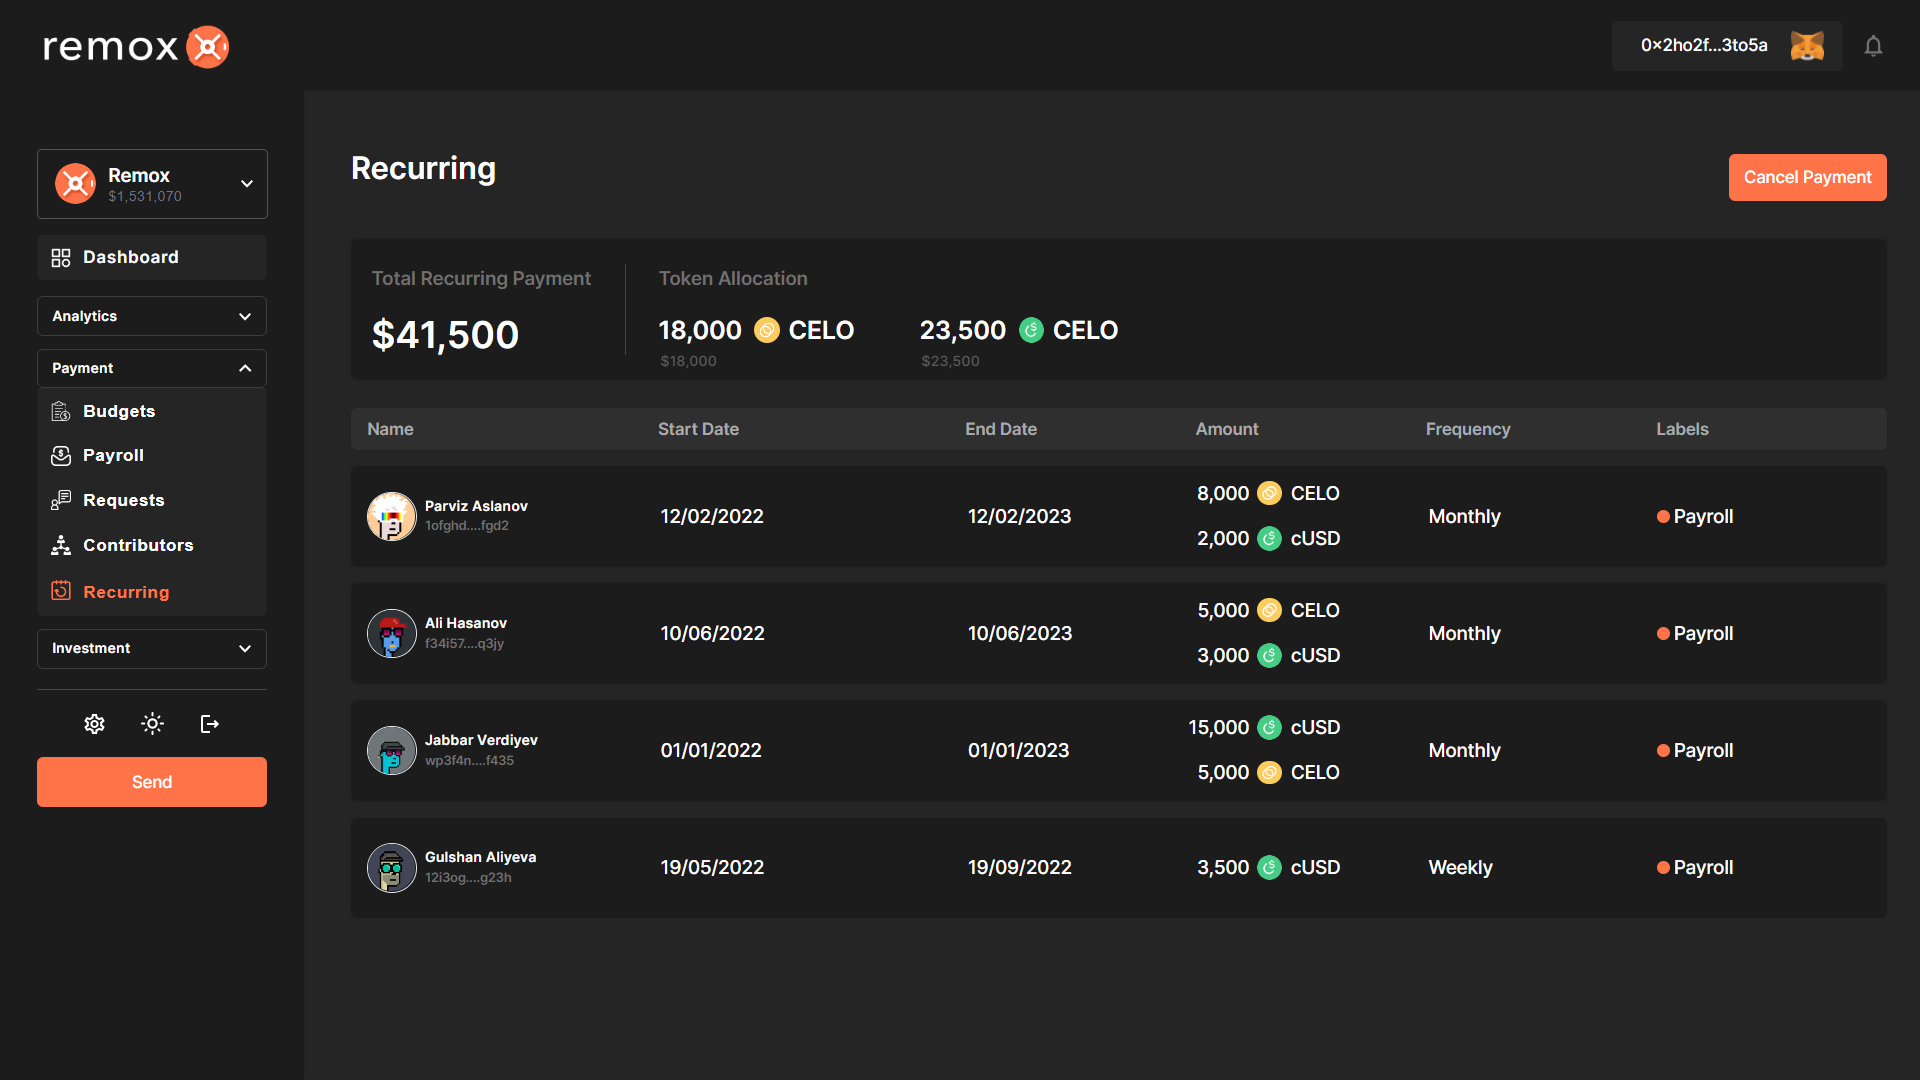 remox
0x2ho2f...3to5a
Remox
$1,531,070
Dashboard
Analytics
Payment
Budgets
Payroll
Requests
Contributors
Recurring
Investment
Send
Recurring
Cancel Payment
Total Recurring Payment
$41,500
Token Allocation
18,000 CELO
$18,000
23,500 CELO
$23,500
Name Start Date End Date Amount Frequency Labels
Parviz Aslanov
1ofghd....fgd2
12/02/2022
12/02/2023
8,000 CELO
2,000 cUSD
Monthly
Payroll
Ali Hasanov
f34i57....q3jy
10/06/2022
10/06/2023
5,000 CELO
3,000 cUSD
Monthly
Payroll
Jabbar Verdiyev
wp3f4n....f435
01/01/2022
01/01/2023
15,000 cUSD
5,000 CELO
Monthly
Payroll
Gulshan Aliyeva
12i3og....g23h
19/05/2022
19/09/2022
3,500 cUSD
Weekly
Payroll